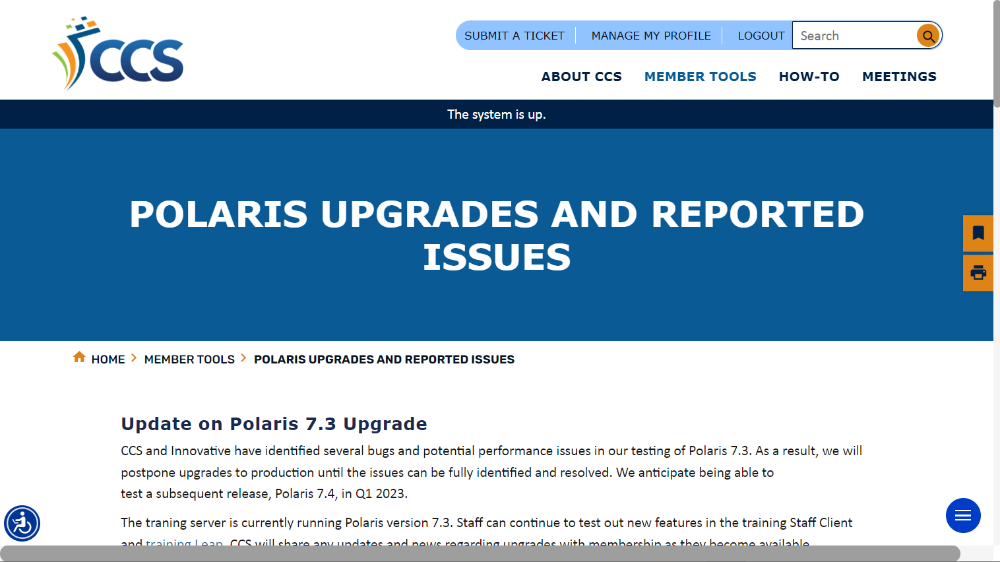 CCS
SUBMIT A TICKET
MANAGE MY PROFILE
LOGOUT
Search
ABOUT CCS
MEMBER TOOLS
HOW-TO
MEETINGS
The system is up.
POLARIS UPGRADES AND REPORTED
ISSUES
HOME
MEMBER TOOLS
POLARIS UPGRADES AND REPORTED ISSUES
Update on Polaris 7.3 Upgrade
CCS and Innovative have identified several bugs and potential performance issues in our testing of Polaris 7.3. As a result, we will
postpone upgrades to production until the issues can be fully identified and resolved. We anticipate being able to
test a subsequent release, Polaris 7.4, in Q1 2023.
The traning server is currently running Polaris version 7.3. Staff can continue to test out new features in the training Staff Client
and training Leap. CCS will share any updates and news regarding upgrades with membership as they become available.